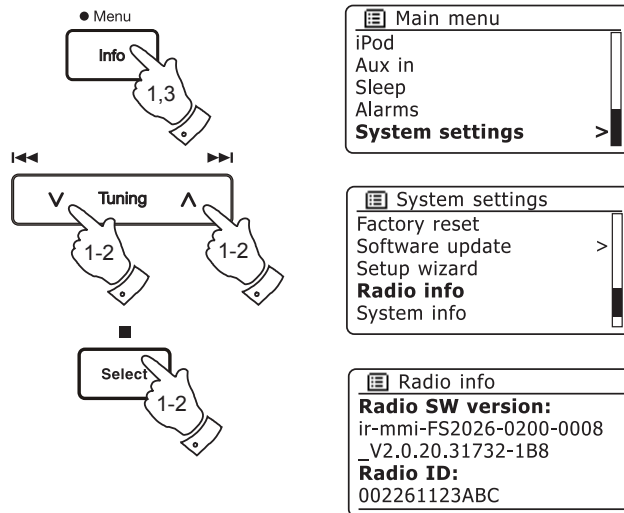 Menu
Info
1,3
Tuning
1-2
1-2
Select
1-2
Main menu
iPod
Aux in
Sleep
Alarms
System settings >
System settings
Factory reset
Software update >
Setup wizard
Radio info
System info
Radio info
Radio SW version:
ir-mmi-FS2026-0200-0008
_V2.0.20.31732-1B8
Radio ID:
002261123ABC